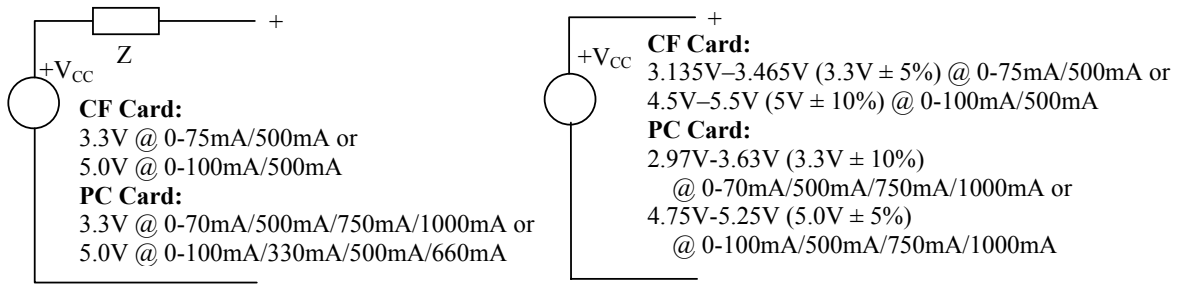 +
Z
+VCC
CF Card:
3.3V @ 0-75mA/500mA or
5.0V @ 0-100mA/500mA
PC Card:
3.3V @ 0-70mA/500mA/750mA/1000mA or
5.0V @ 0-100mA/330mA/500mA/660mA
+
+VCC
CF Card:
3.135V–3.465V (3.3V ± 5%) @ 0-75mA/500mA or
4.5V–5.5V (5V ± 10%) @ 0-100mA/500mA
PC Card:
2.97V-3.63V (3.3V ± 10%)
@ 0-70mA/500mA/750mA/1000mA or
4.75V-5.25V (5.0V ± 5%)
@ 0-100mA/500mA/750mA/1000mA